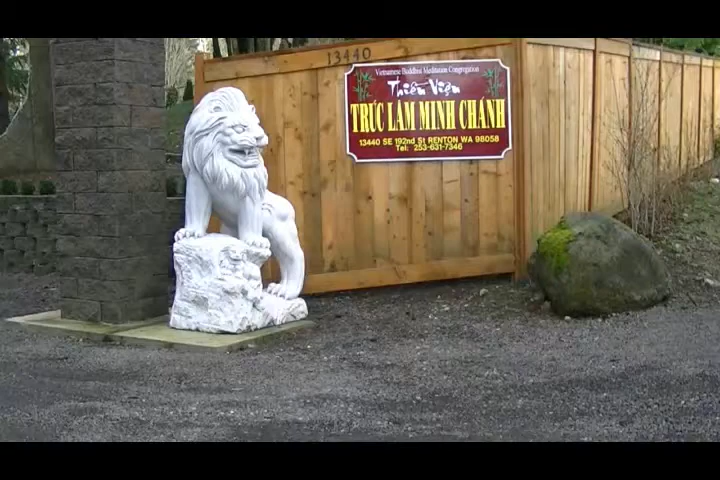 13440
Vietnamese Buddhist Meditation Congregation
Thiền Viện
TRÚC LÂM MINH CHÁNH
13440 SE 192nd St RENTON WA 98058
Tel: 253-631-7346